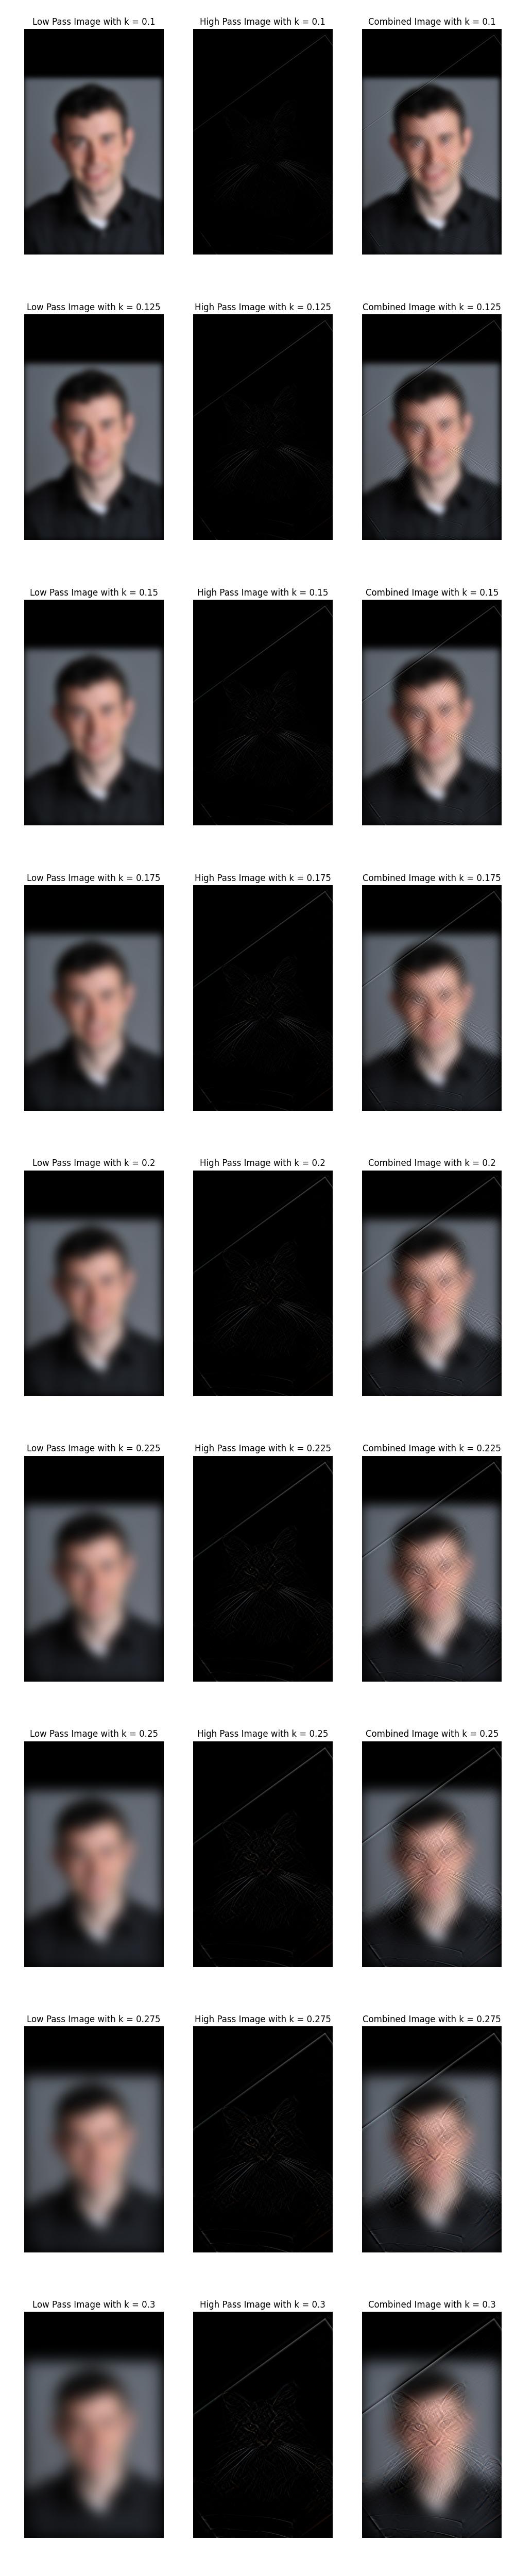 Low Pass Image with k = 0.1 High Pass Image with k = 0.1 Combined Image with k = 0.1
Low Pass Image with k = 0.125 High Pass Image with k = 0.125 Combined Image with k = 0.125
Low Pass Image with k = 0.15 High Pass Image with k = 0.15 Combined Image with k = 0.15
Low Pass Image with k = 0.175 High Pass Image with k = 0.175 Combined Image with k = 0.175
Low Pass Image with k = 0.2 High Pass Image with k = 0.2 Combined Image with k = 0.2
Low Pass Image with k = 0.225 High Pass Image with k = 0.225 Combined Image with k = 0.225
Low Pass Image with k = 0.25 High Pass Image with k = 0.25 Combined Image with k = 0.25
Low Pass Image with k = 0.275 High Pass Image with k = 0.275 Combined Image with k = 0.275
Low Pass Image with k = 0.3 High Pass Image with k = 0.3 Combined Image with k = 0.3